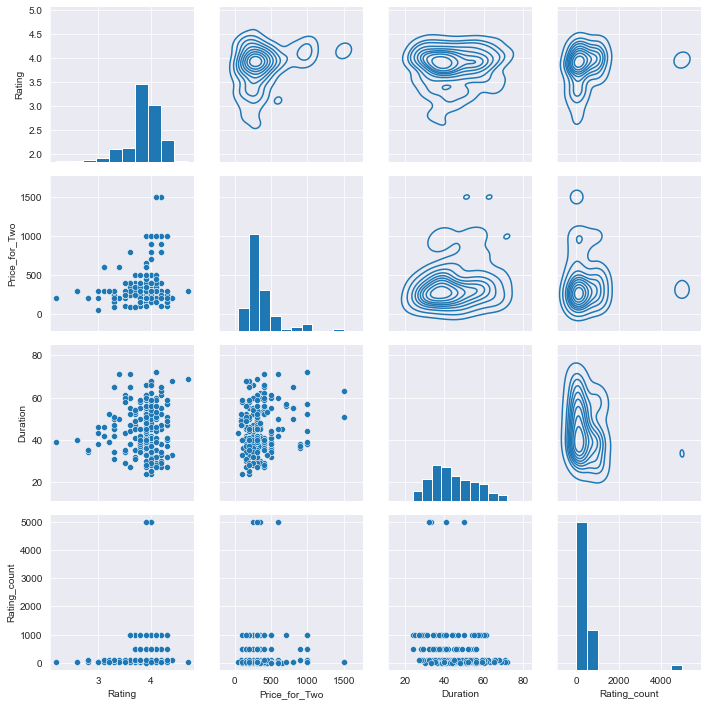 5.0
4.5
4.0
3.5
3.0
2.5
2.0
Rating
1500
1000
500
0
Price_for_Two
80
60
40
20
Duration
5000
4000
3000
2000
1000
0
Rating_count
3 4
0 500 1000 1500
20 40 60 80
0 2000 4000
Rating Price_for_Two Duration Rating_count